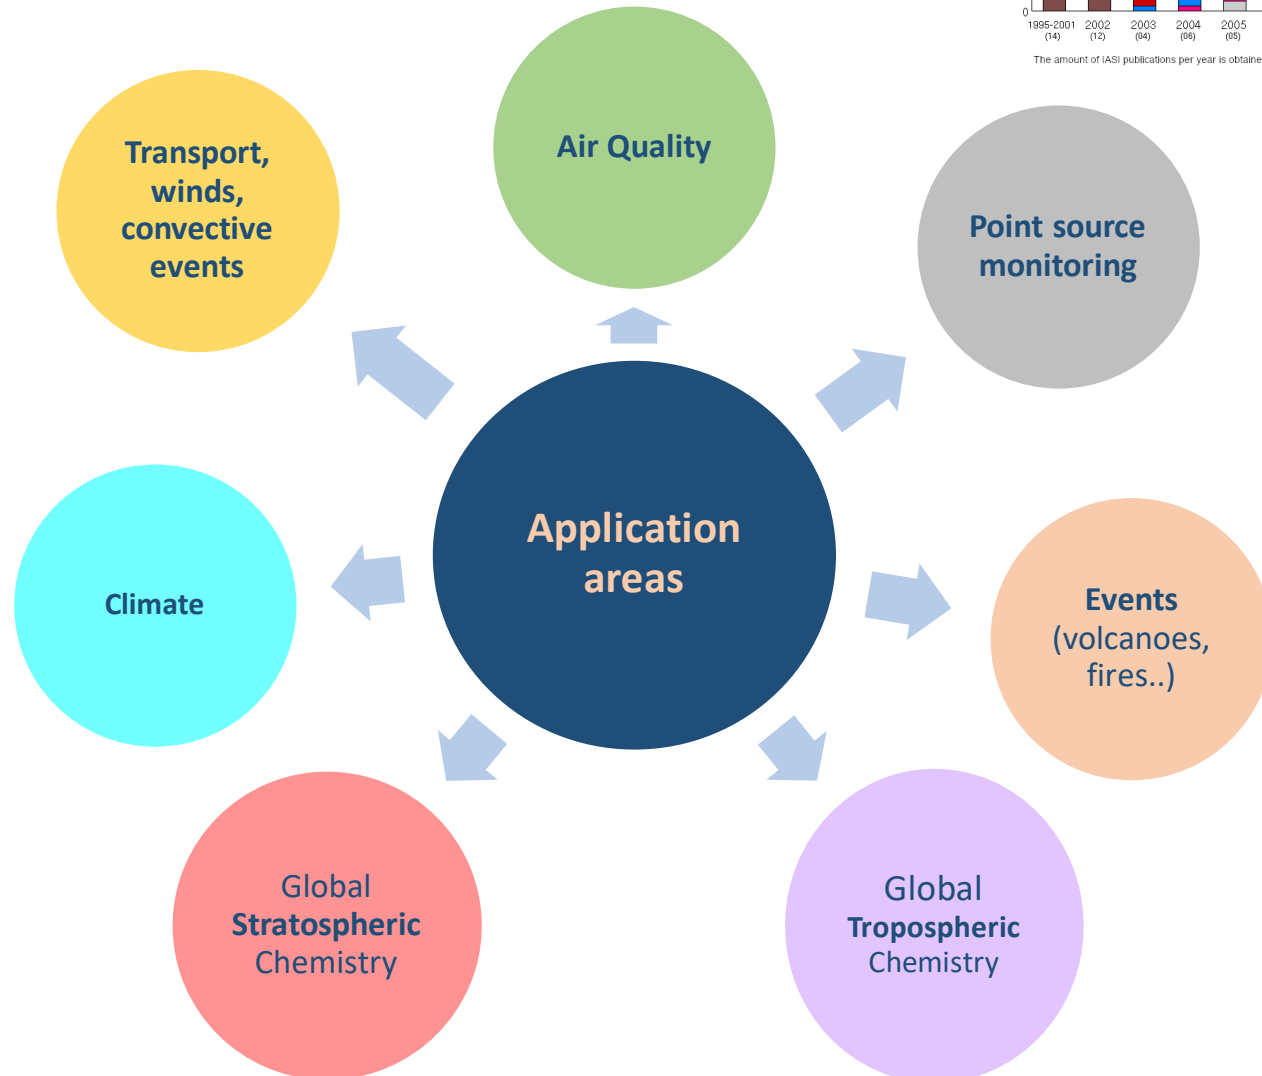 0
1995-2001 2002 2003 2004 2005
(14) (12) (04) (06) (05)
The amount of IASI publications per year is obtaine
Air Quality
Transport,
winds,
convective
events
Point source
monitoring
Application
areas
Climate
Events
(volcanoes,
fires..)
Global
Stratospheric
Chemistry
Global
Tropospheric
Chemistry